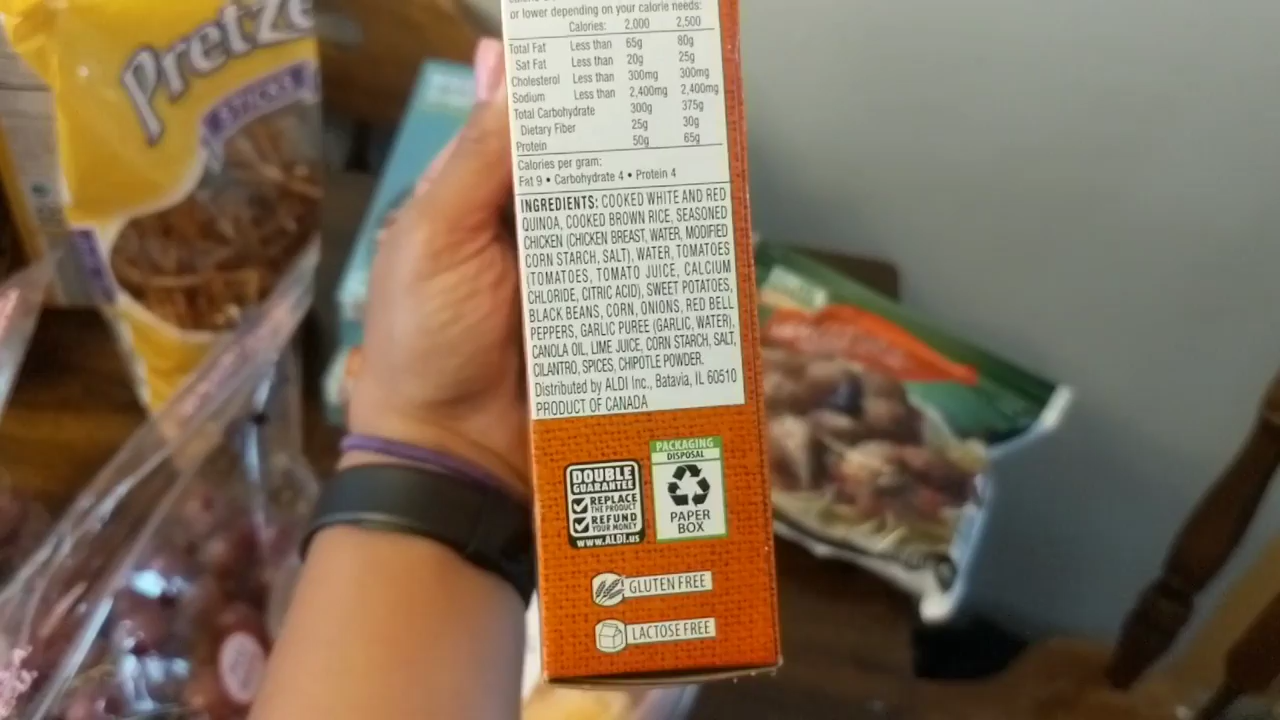 Pretze
STICKS
or lower depending on your calorie needs:
Calories: 2,000 2,500
Total Fat Less than 65g 80g
Sat Fat Less than 20g 25g
Cholesterol Less than 300mg 300mg
Sodium Less than 2,400mg 2,400mg
Total Carbohydrate 300g 375g
Dietary Fiber 25g 30g
Protein 50g 65g
Calories per gram:
Fat 9 • Carbohydrate 4 • Protein 4
INGREDIENTS: COOKED WHITE AND RED
QUINOA, COOKED BROWN RICE, SEASONED
CHICKEN (CHICKEN BREAST, WATER, MODIFIED
CORN STARCH, SALT), WATER, TOMATOES
(TOMATOES, TOMATO JUICE, CALCIUM
CHLORIDE, CITRIC ACID), SWEET POTATOES,
BLACK BEANS, CORN, ONIONS, RED BELL
PEPPERS, GARLIC PUREE (GARLIC, WATER),
CANOLA OIL, LIME JUICE, CORN STARCH, SALT,
CILANTRO, SPICES, CHIPOTLE POWDER.
Distributed by ALDI Inc., Batavia, IL 60510
PRODUCT OF CANADA
DOUBLE
GUARANTEE
REPLACE
THE PRODUCT
REFUND
YOUR MONEY
www.ALDI.us
PACKAGING
DISPOSAL
PAPER
BOX
GLUTEN FREE
LACTOSE FREE